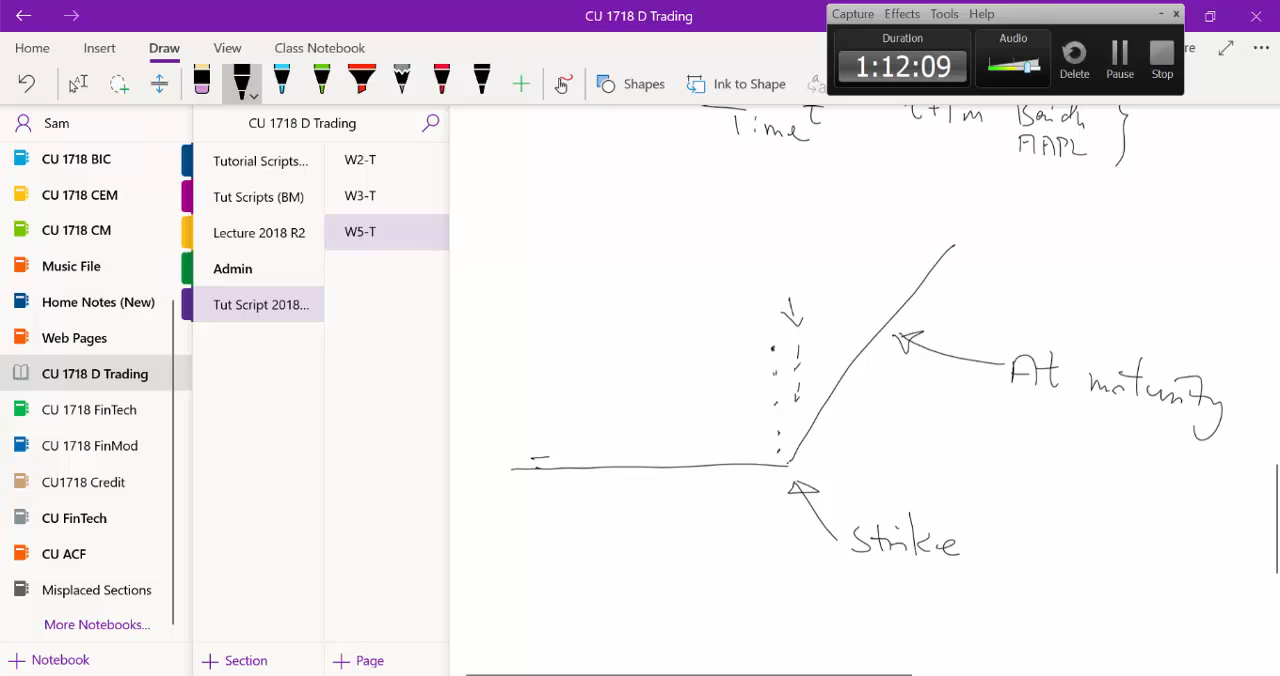 CU 1718 D Trading
Capture Effects Tools Help
- x
Duration
1:12:09
Audio
Delete Pause Stop
Home Insert Draw View Class Notebook
re
Shapes
Ink to Shape
Sam
CU 1718 BIC
CU 1718 CEM
CU 1718 CM
Music File
Home Notes (New)
Web Pages
CU 1718 D Trading
CU 1718 FinTech
CU 1718 FinMod
CU1718 Credit
CU FinTech
CU ACF
Misplaced Sections
More Notebooks...
+ Notebook
CU 1718 D Trading
Tutorial Scripts...
Tut Scripts (BM)
Lecture 2018 R2
Admin
Tut Script 2018...
+ Section
W2-T
W3-T
W5-T
+ Page
Time t t+1m
AAPL
At maturity
strike